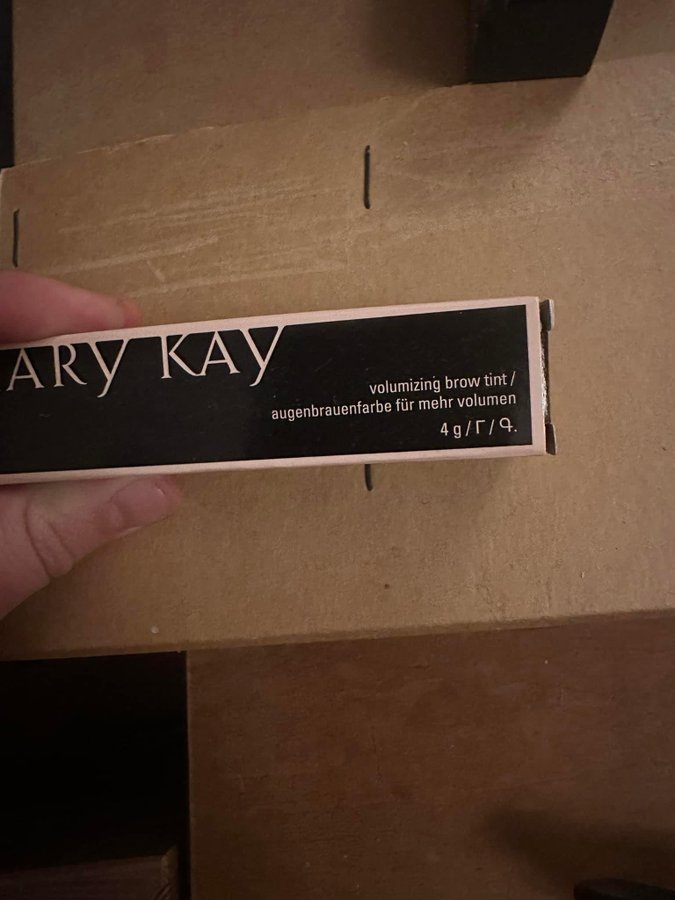 ARY KAY
volumizing brow tint /
augenbrauenfarbe für mehr volumen
4 g / Г / Գ.